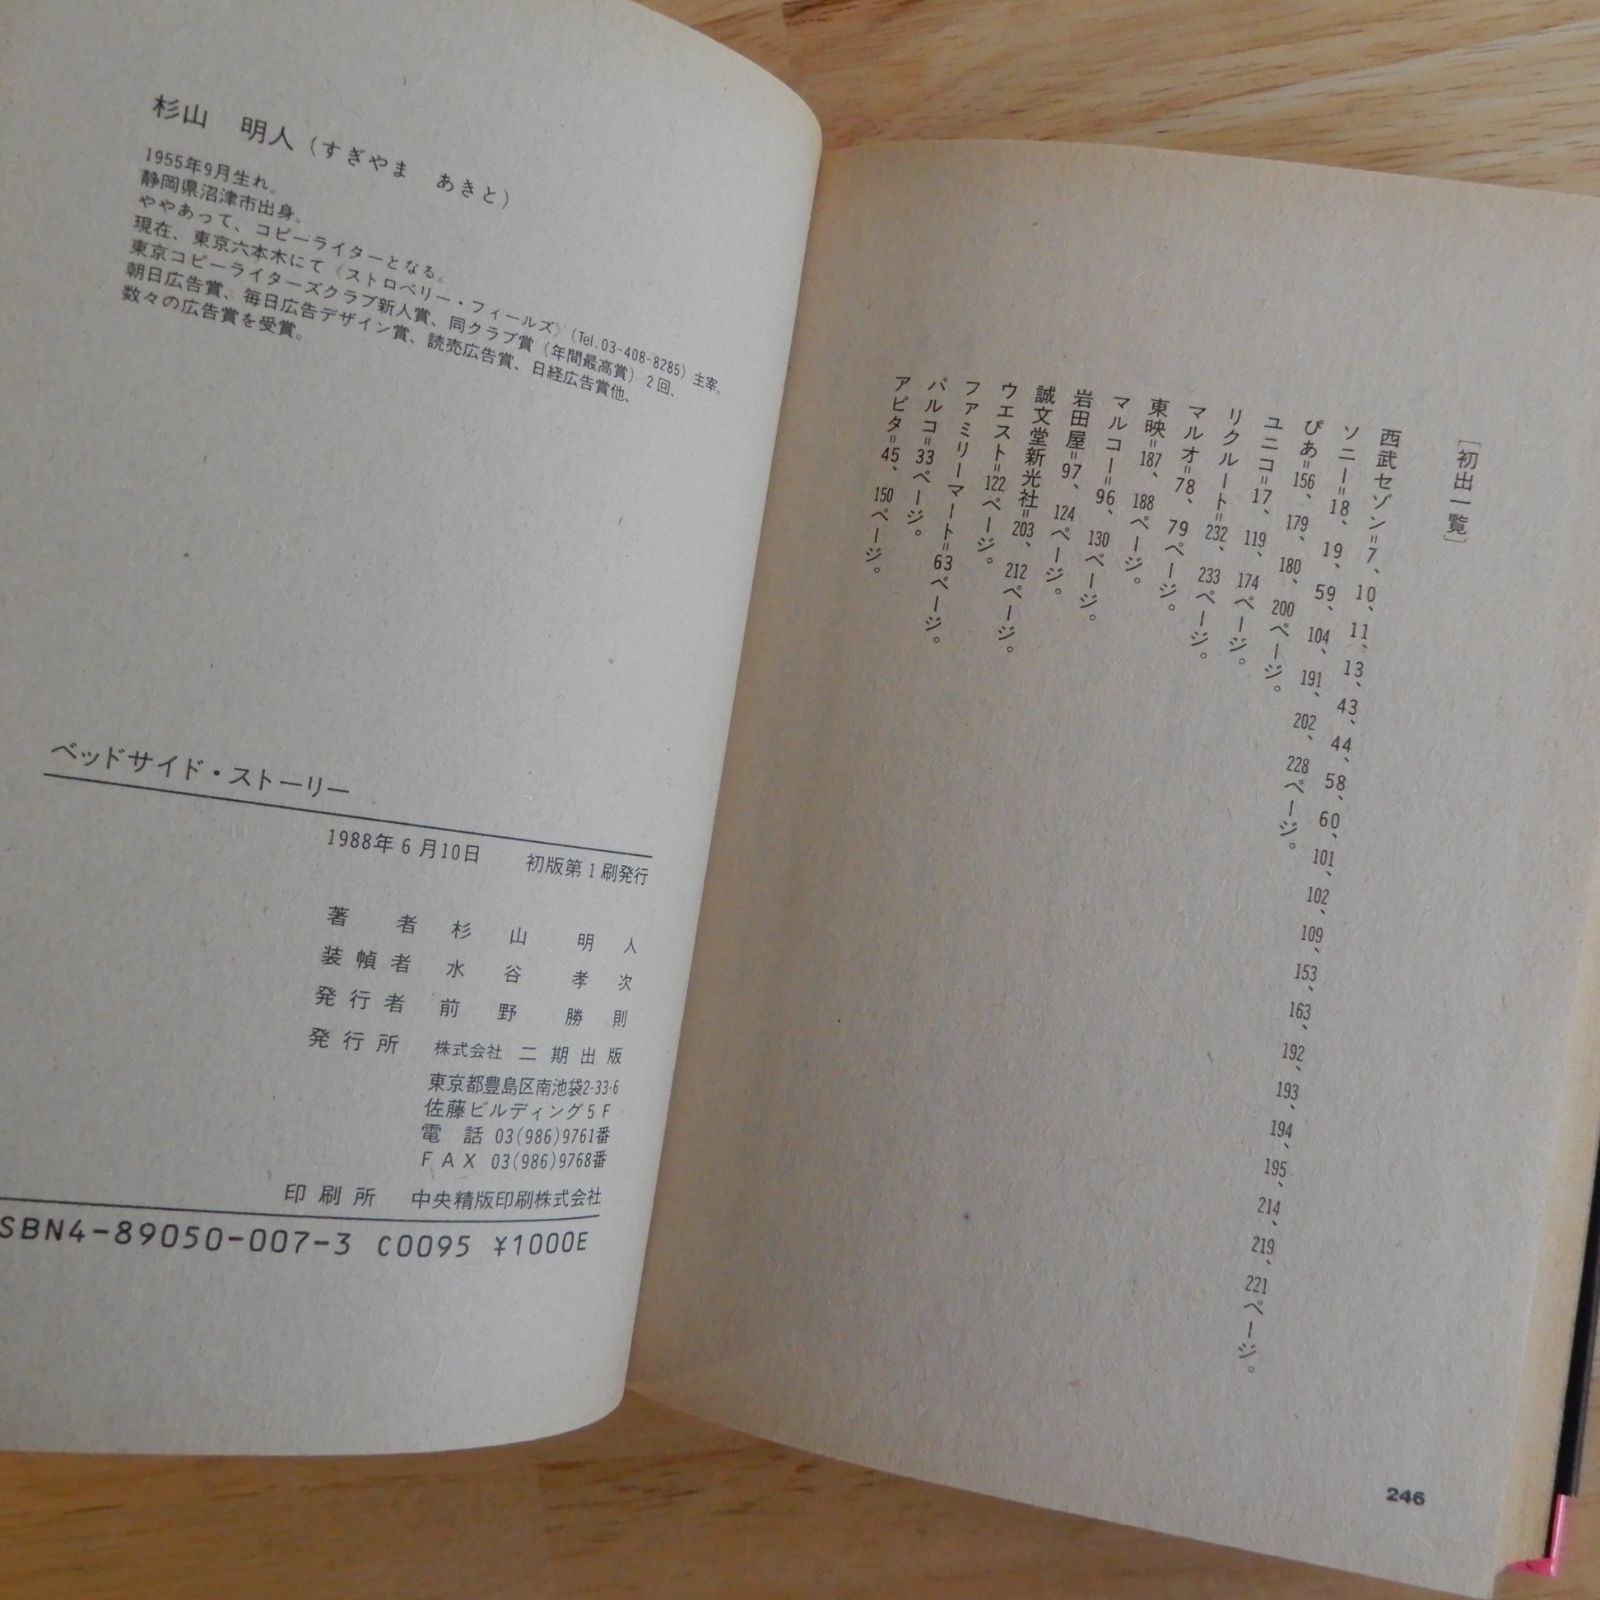 ［初出一覧］
西武セゾン=7、10、11、13、43、44、58、60、101、102、109、153、163、192、193、194、195、214、219、221ページ。
ソニー=18、19、59、104、191、202、228ページ。
ぴあ=156、179、180、200ページ。
ユニコ=17、119、174ページ。
リクルート=232、233ページ。
マルオ=78、79ページ。
東映=187、188ページ。
マルコー=96、130ページ。
岩田屋=97、124ページ。
誠文堂新光社=203、212ページ。
ウエスト=122ページ。
ファミリーマート=63ページ。
パルコ=33ページ。
アピタ=45、150ページ。
246
杉山　明人（すぎやま　あきと）
1955年9月生れ。
静岡県沼津市出身。
ややあって、コピーライターとなる。
現在、東京六本木にて《ストロベリー・フィールズ》(Tel.03-408-8285) 主宰。
東京コピーライターズクラブ新人賞、同クラブ賞（年間最高賞）2回、
朝日広告賞、毎日広告デザイン賞、読売広告賞、日経広告賞他、
数々の広告賞を受賞。
ベッドサイド・ストーリー
1988年6月10日　初版第1刷発行
著者　杉山明人
装幀者　水谷孝次
発行者　前野勝則
発行所　株式会社 二期出版
東京都豊島区南池袋2-33-6
佐藤ビルディング5F
電話 03(986)9761番
FAX 03(986)9768番
印刷所　中央精版印刷株式会社
SBN4-89050-007-3 C0095 ¥1000E